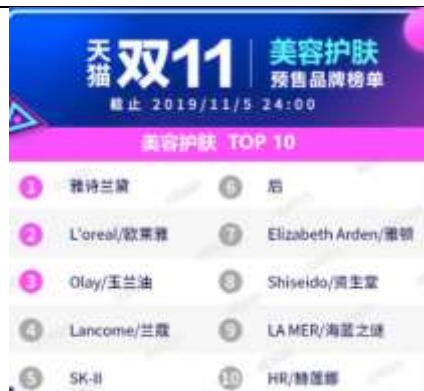 天猫双11
美容护肤
预售品牌榜单
截止 2019/11/5 24:00
美容护肤 TOP 10
1 雅诗兰黛
2 L'oreal/欧莱雅
3 Olay/玉兰油
4 Lancome/兰蔻
5 SK-II
6 后
7 Elizabeth Arden/雅顿
8 Shiseido/资生堂
9 LA MER/海蓝之谜
10 HR/赫莲娜